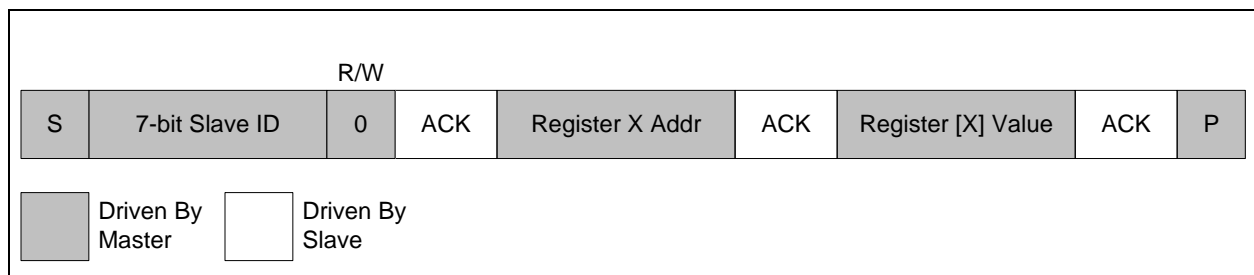 R/W
S 7-bit Slave ID 0 ACK Register X Addr ACK Register [X] Value ACK P
Driven By Master
Driven By Slave